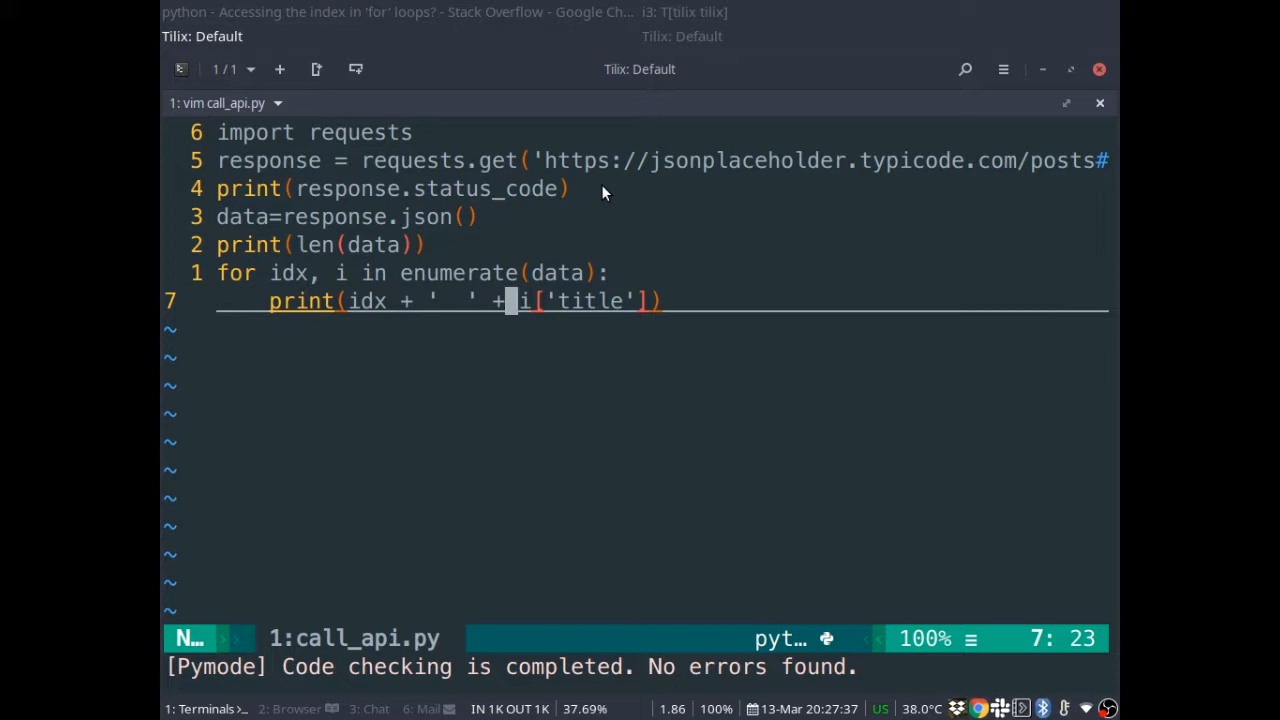 python - Accessing the index in 'for' loops? - Stack Overflow - Google Ch... i3: T[tilix tilix]
Tilix: Default Tilix: Default
1 / 1 Tilix: Default
1: vim call_api.py
6 import requests
5 response = requests.get('https://jsonplaceholder.typicode.com/posts#
4 print(response.status_code)
3 data=response.json()
2 print(len(data))
1 for idx, i in enumerate(data):
7 print(idx + '  ' + i['title'])
~
~
~
~
~
~
~
~
~
~
~
N... 1:call_api.py pyt... 100% ≡ 7: 23
[Pymode] Code checking is completed. No errors found.
1: Terminals 2: Browser 3: Chat 6: Mail IN 1K OUT 1K 37.69% 1.86 100% 13-Mar 20:27:37 US 38.0°C